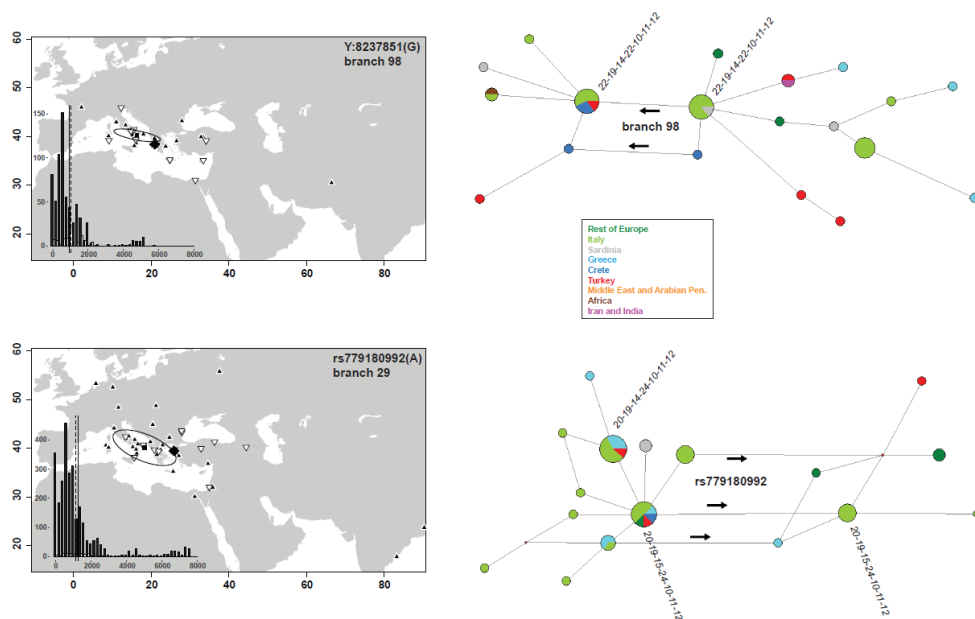 60
50
40
30
20
Y:8237851(G)
branch 98
150-
100-
50-
0-
0
2000
4000
6000
8000
0
20
40
60
80
22-19-14-22-10-11-12
22-19-14-22-10-11-12
branch 98
Rest of Europe
Italy
Sardinia
Greece
Crete
Turkey
Middle East and Arabian Pen.
Africa
Iran and India
60
50
40
30
20
rs779180992(A)
branch 29
400-
300-
200-
100-
0-
0
2000
4000
6000
8000
0
20
40
60
80
20-19-14-24-10-11-12
rs779180992
20-19-15-24-10-11-12
20-19-15-24-10-11-12